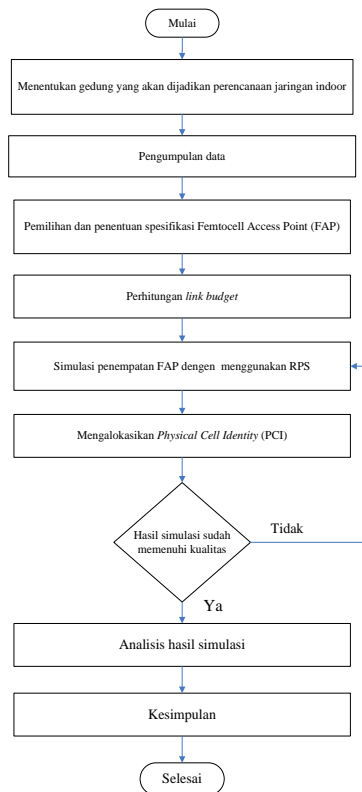 Mulai
Menentukan gedung yang akan dijadikan perencanaan jaringan indoor
Pengumpulan data
Pemilihan dan penentuan spesifikasi Femtocell Access Point (FAP)
Perhitungan link budget
Simulasi penempatan FAP dengen menggunakan RPS
Mengalokasikan Physical Cell Identity (PCI)
Hasil simulasi sudah
memenuhi kualitas
Tidak
Ya
Analisis hasil simulasi
Kesimpulan
Selesai